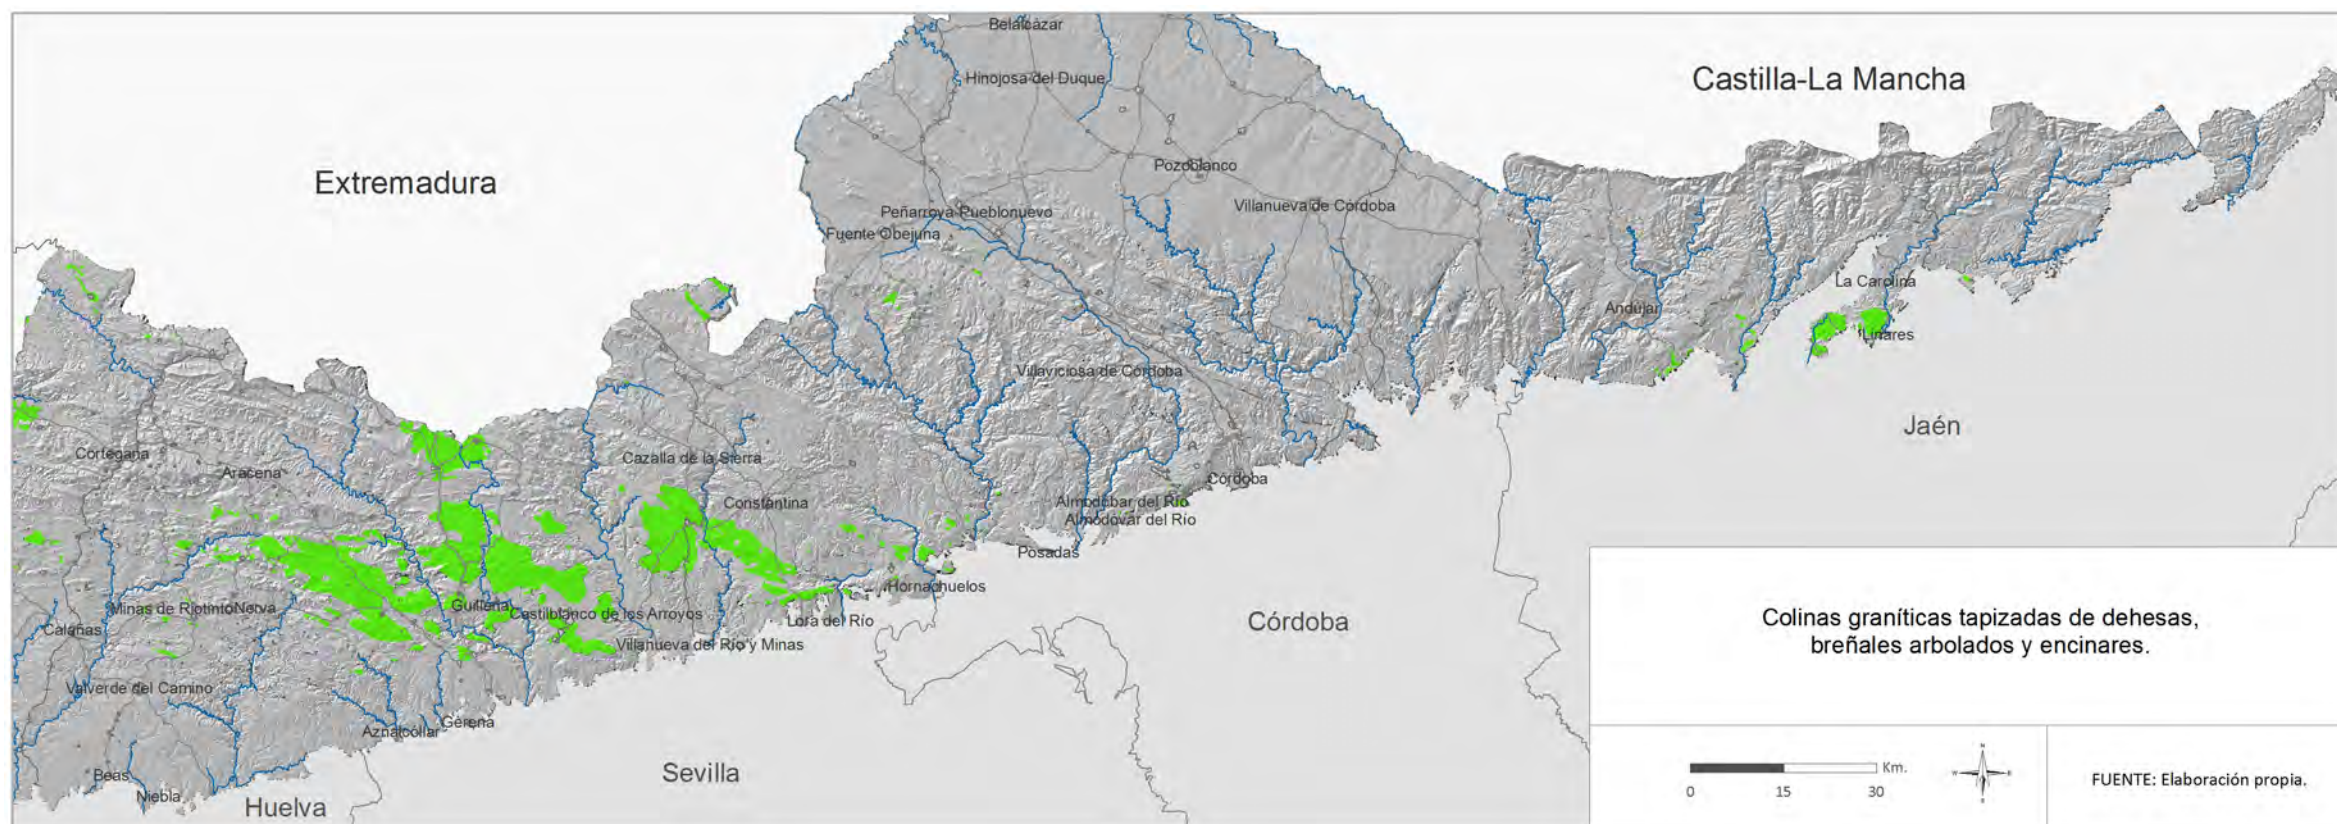 Belalcázar
Hinojosa del Duque
Castilla-La Mancha
Extremadura
Pozoblanco
Villanueva de Córdoba
Peñarroya-Pueblonuevo
Fuente Obejuna
La Carolina
Andújar
Linares
Villaviciosa de Córdoba
Jaén
Cortegana
Aracena
Cazalla de la Sierra
Constantina
Córdoba
Almodóbar del Río
Almodóvar del Río
Posadas
Hornachuelos
Minas de Riotinto
Nerva
Guillena
Castilblanco de los Arroyos
Lora del Río
Calañas
Villanueva del Río y Minas
Córdoba
Valverde del Camino
Gerena
Aznalcóllar
Beas
Niebla
Sevilla
Huelva
Colinas graníticas tapizadas de dehesas,
breñales arbolados y encinares.
Km.
0 15 30
N
W E
S
FUENTE: Elaboración propia.